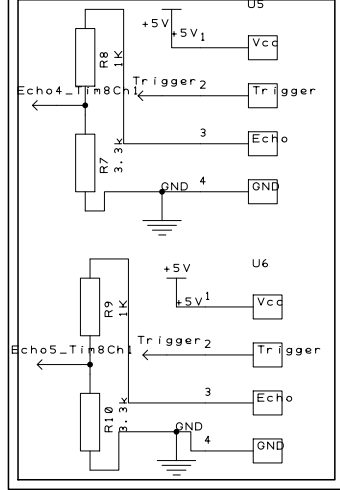 U5
+5V
+5V 1
Vcc
R8
1K
Trigger 2
Trigger
Echo4_Tim8Ch1
3
Echo
R7
3.3k
GND
4
GND
U6
+5V
+5V 1
Vcc
R9
1K
Trigger 2
Trigger
Echo5_Tim8Ch1
3
Echo
R10
3.3k
GND
4
GND